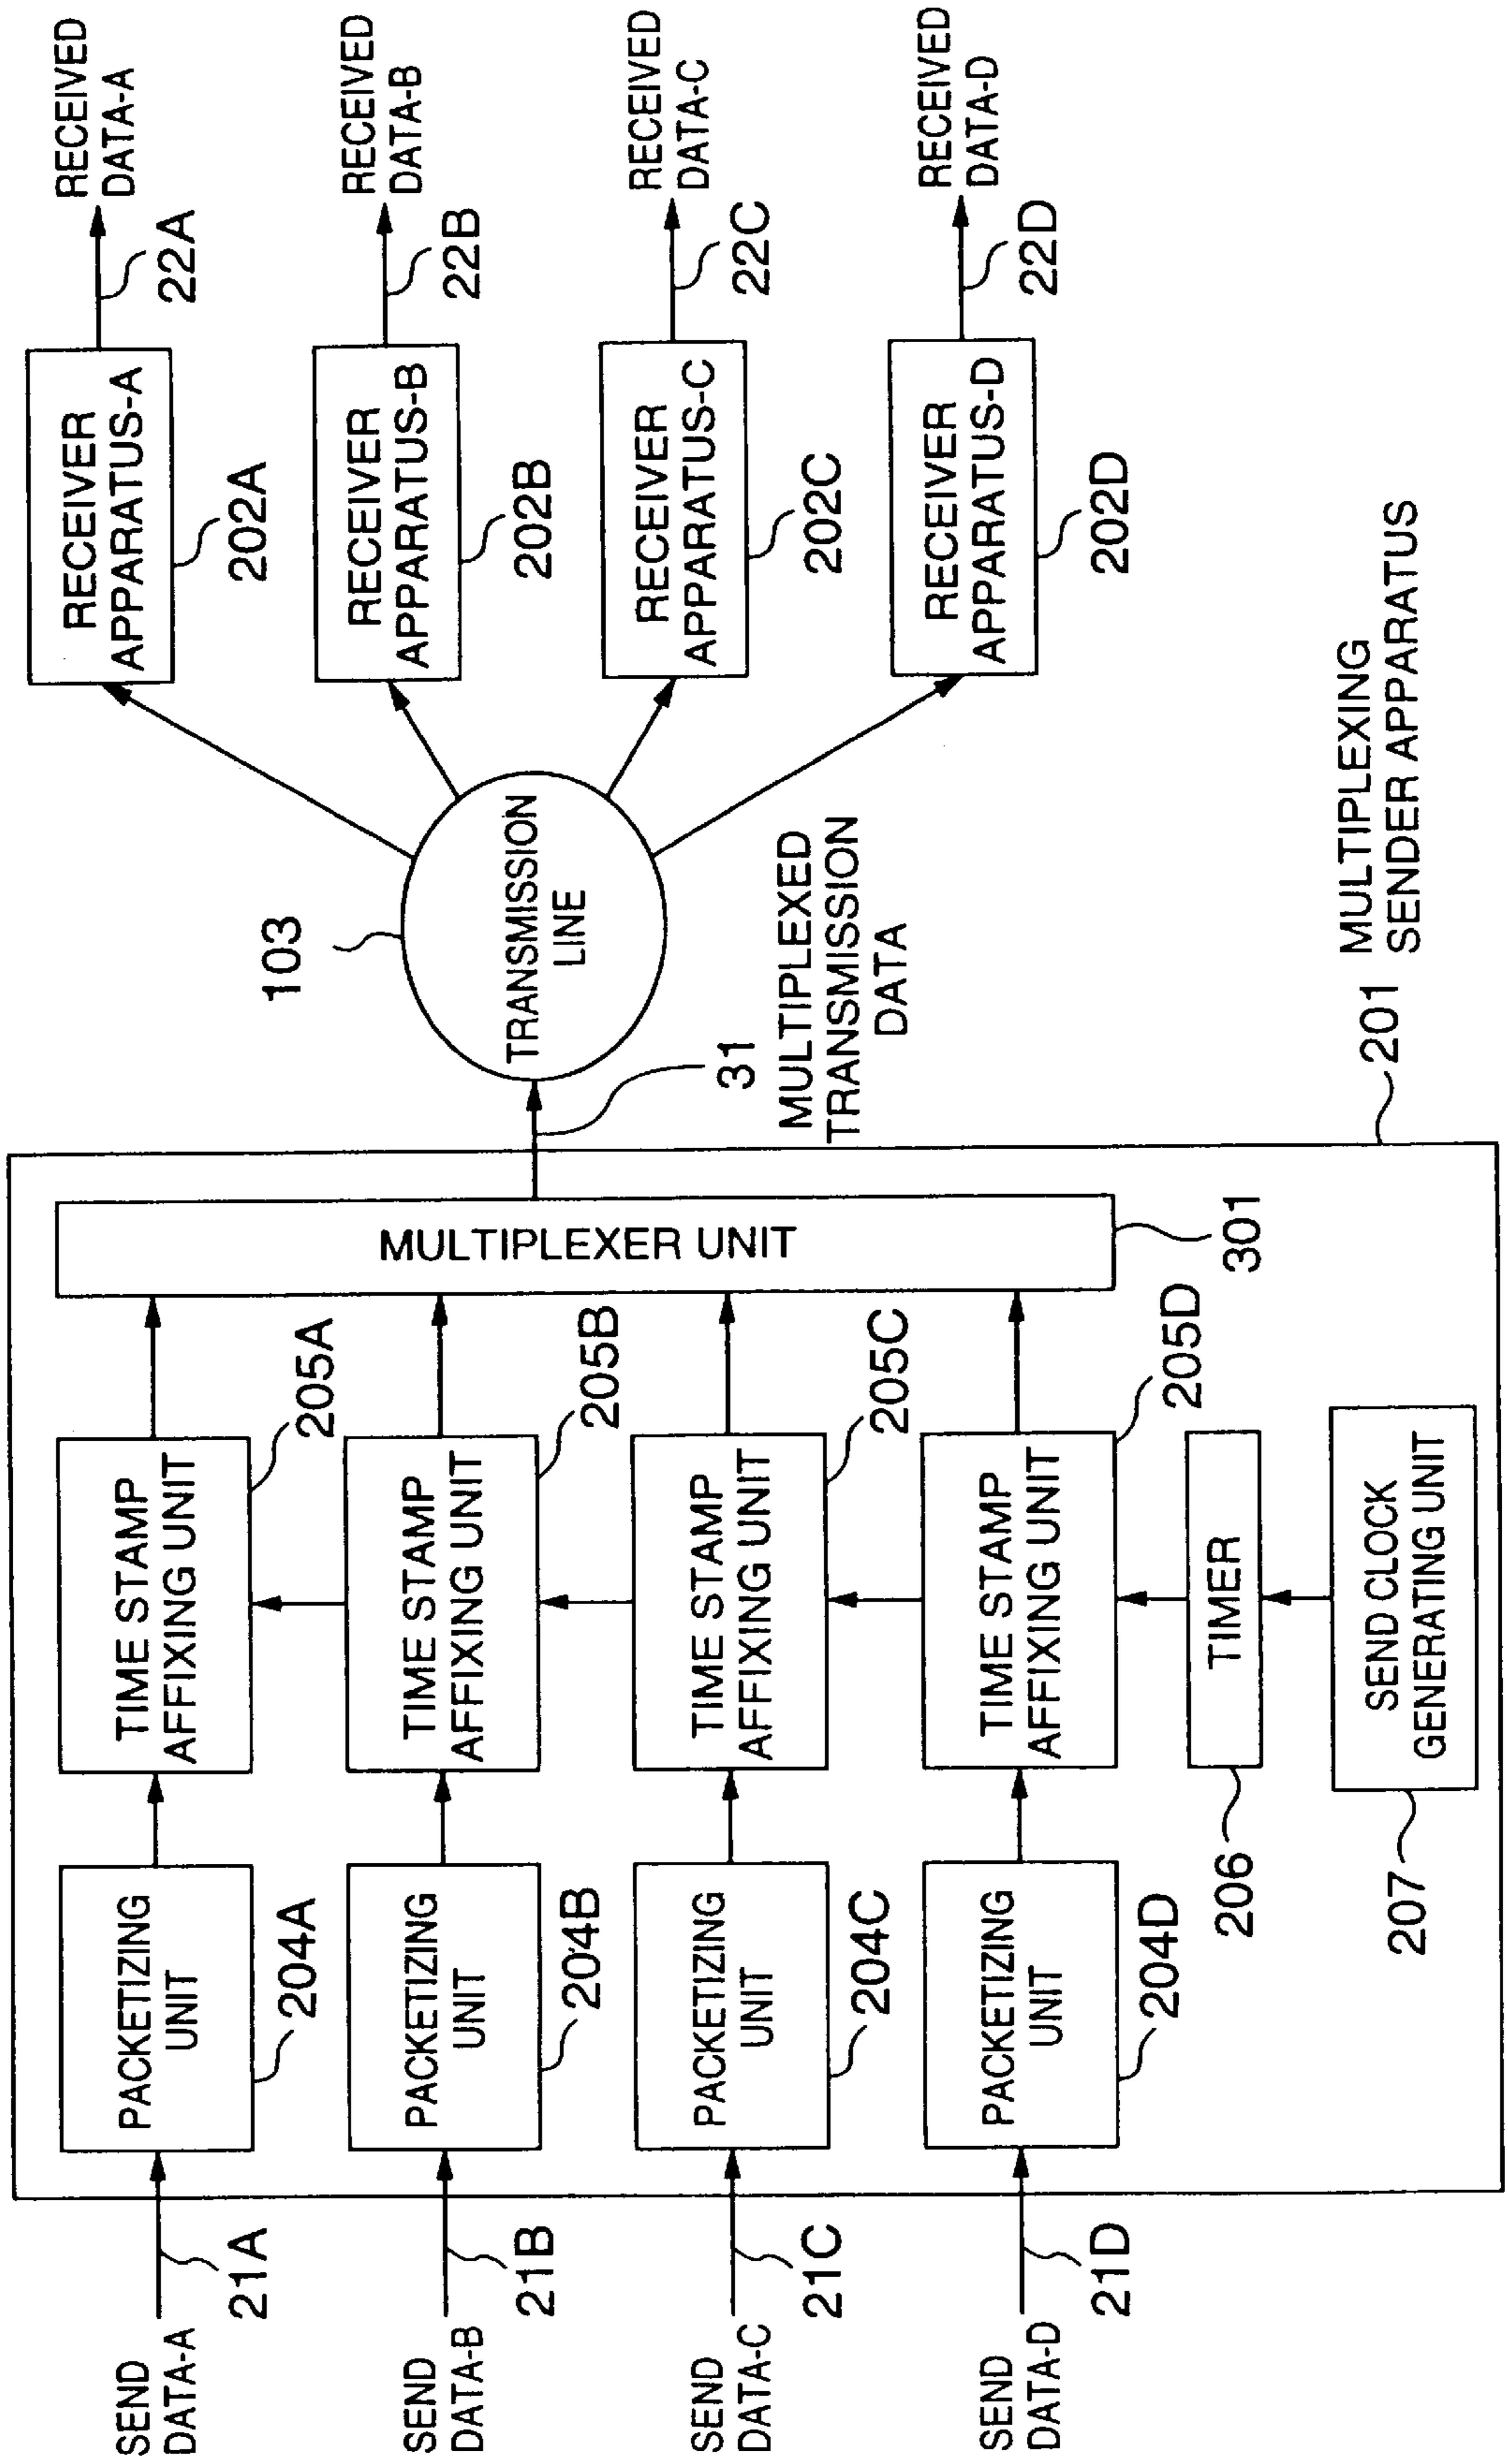 SEND
DATA-A
21A
PACKETIZING
UNIT
204A
TIME STAMP
AFFIXING UNIT
205A
RECEIVER
APPARATUS-A
202A
22A
RECEIVED
DATA-A
SEND
DATA-B
21B
PACKETIZING
UNIT
204B
TIME STAMP
AFFIXING UNIT
205B
RECEIVER
APPARATUS-B
202B
22B
RECEIVED
DATA-B
MULTIPLEXER UNIT
301
103
TRANSMISSION
LINE
31
MULTIPLEXED
TRANSMISSION
DATA
SEND
DATA-C
21C
PACKETIZING
UNIT
204C
TIME STAMP
AFFIXING UNIT
205C
RECEIVER
APPARATUS-C
202C
22C
RECEIVED
DATA-C
SEND
DATA-D
21D
PACKETIZING
UNIT
204D
TIME STAMP
AFFIXING UNIT
205D
RECEIVER
APPARATUS-D
202D
22D
RECEIVED
DATA-D
206
TIMER
207
SEND CLOCK
GENERATING UNIT
201
MULTIPLEXING
SENDER APPARATUS